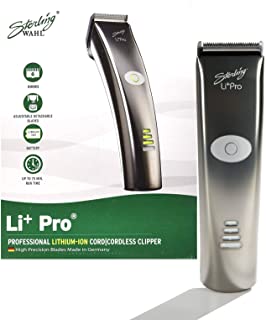 Sterling
WAHL
ADJUSTABLE DETACHABLE
BLADES
BATTERY
UP TO 75 MIN.
RUN TIME
Li+ Pro®
PROFESSIONAL LITHIUM-ION CORD|CORDLESS CLIPPER
High Precision Blades Made in Germany
Sterling
Li+Pro